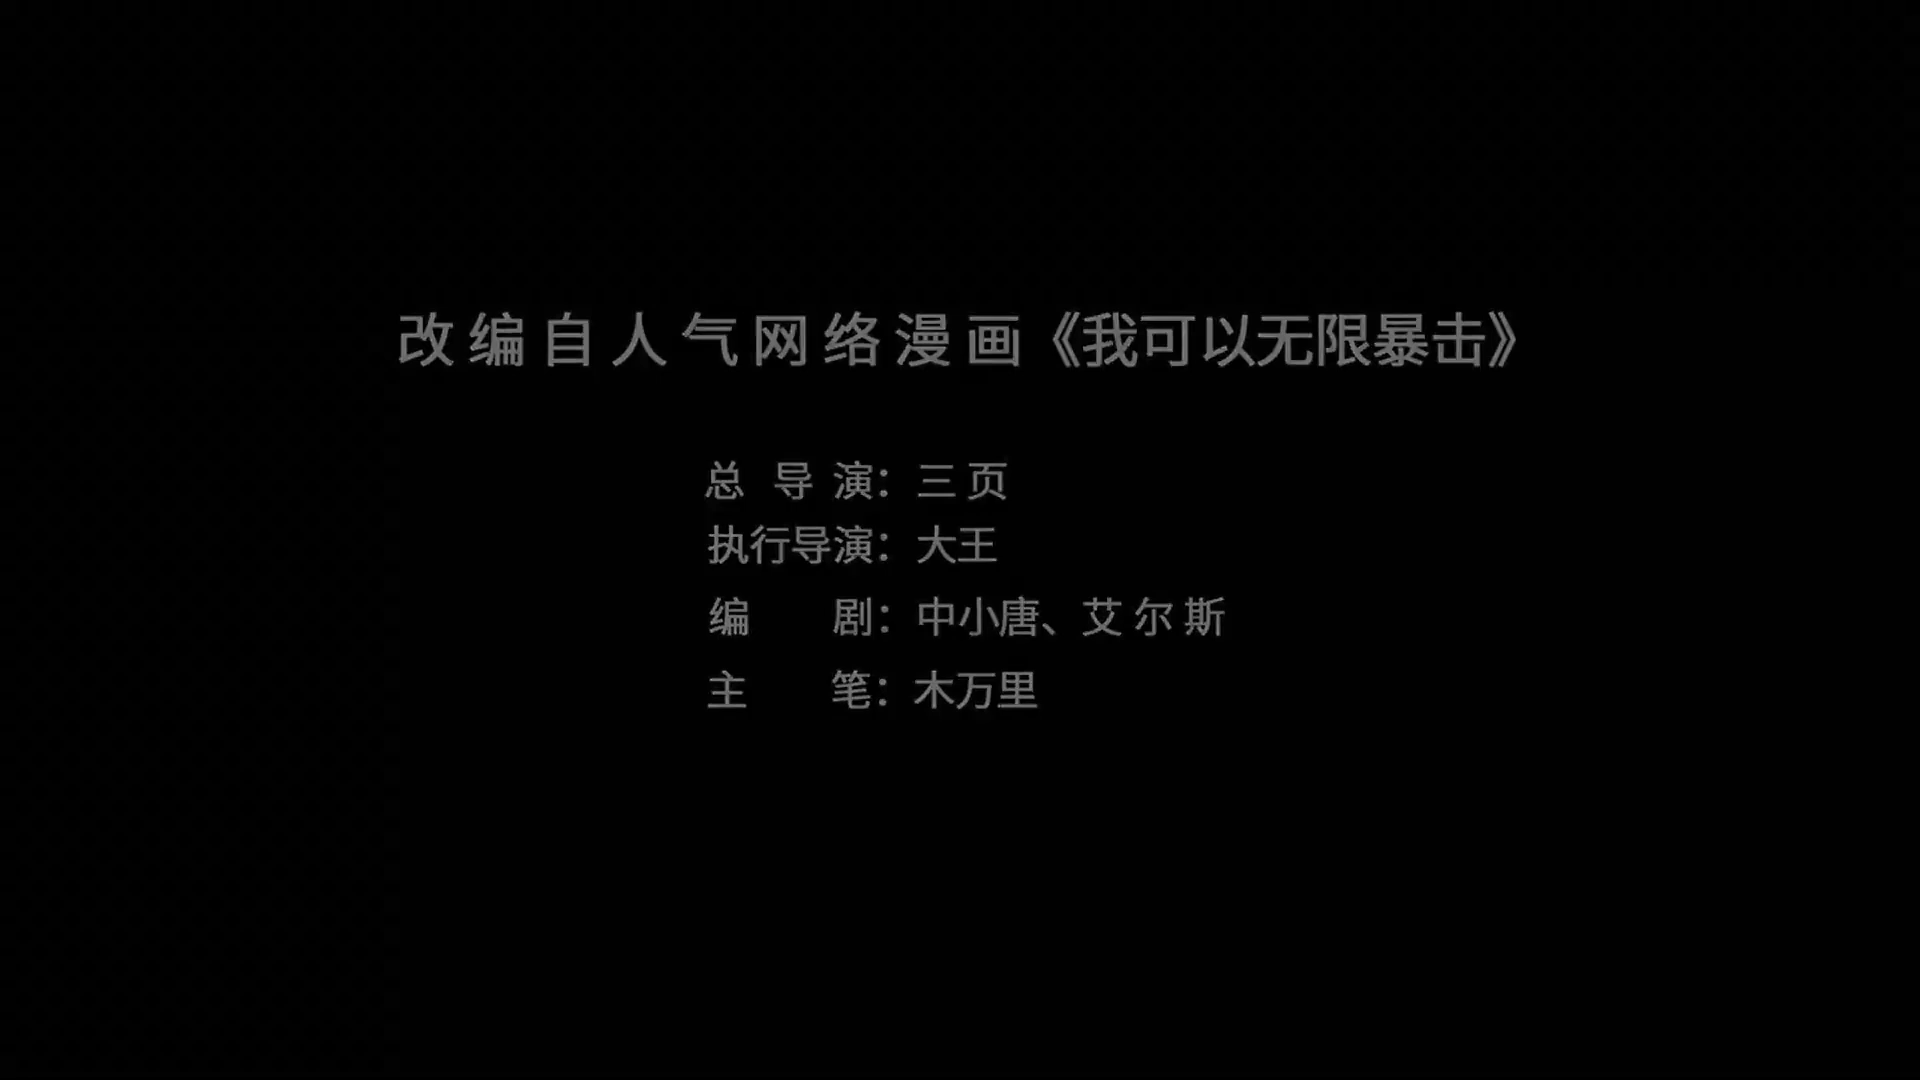 改编自人气网络漫画《我可以无限暴击》
总导演：三页
执行导演：大王
编剧：中小唐、艾尔斯
主笔：木万里